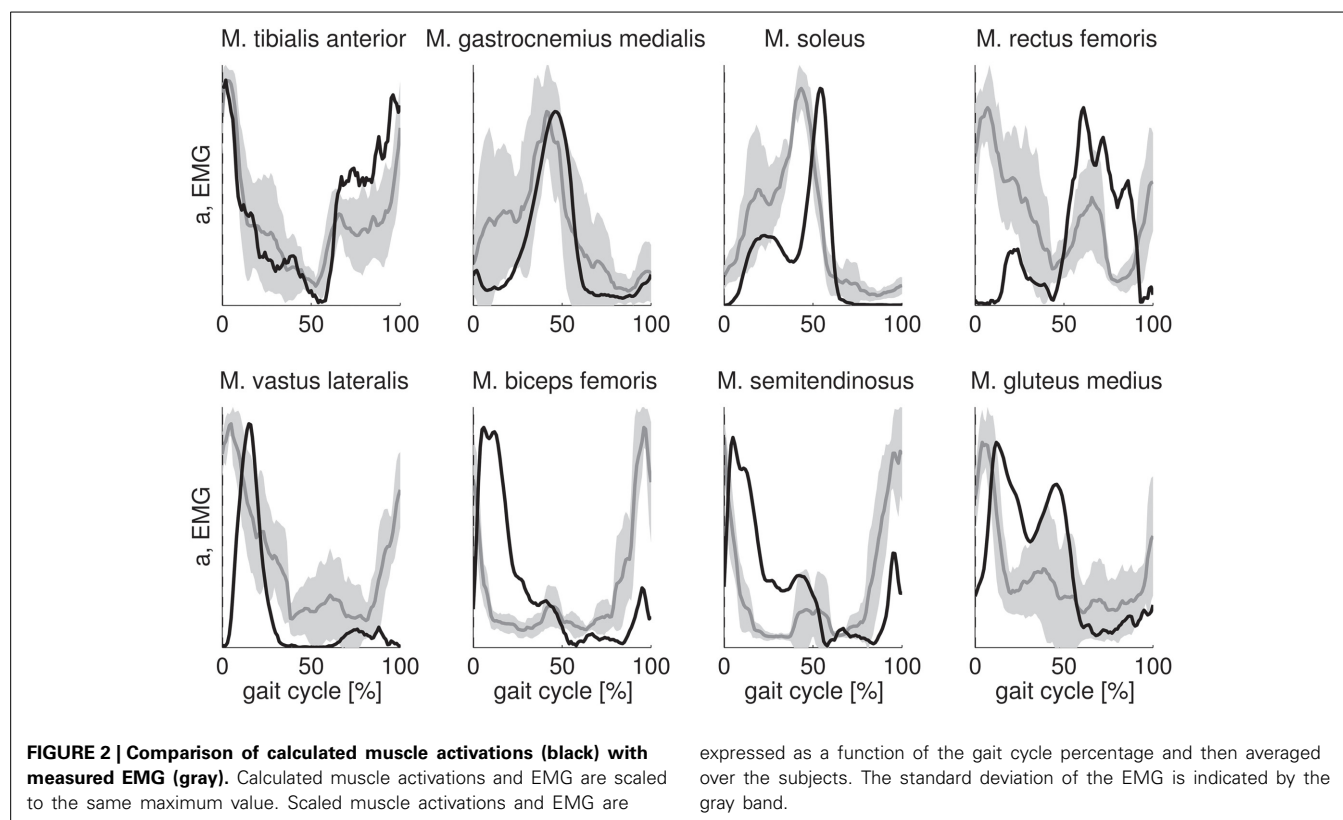 M. tibialis anterior M. gastrocnemius medialis M. soleus M. rectus femoris
a, EMG
0 50 100 0 50 100 0 50 100 0 50 100
M. vastus lateralis M. biceps femoris M. semitendinosus M. gluteus medius
a, EMG
0 50 100 0 50 100 0 50 100 0 50 100
gait cycle [%] gait cycle [%] gait cycle [%] gait cycle [%]
FIGURE 2 | Comparison of calculated muscle activations (black) with
measured EMG (gray). Calculated muscle activations and EMG are scaled
to the same maximum value. Scaled muscle activations and EMG are
expressed as a function of the gait cycle percentage and then averaged
over the subjects. The standard deviation of the EMG is indicated by the
gray band.